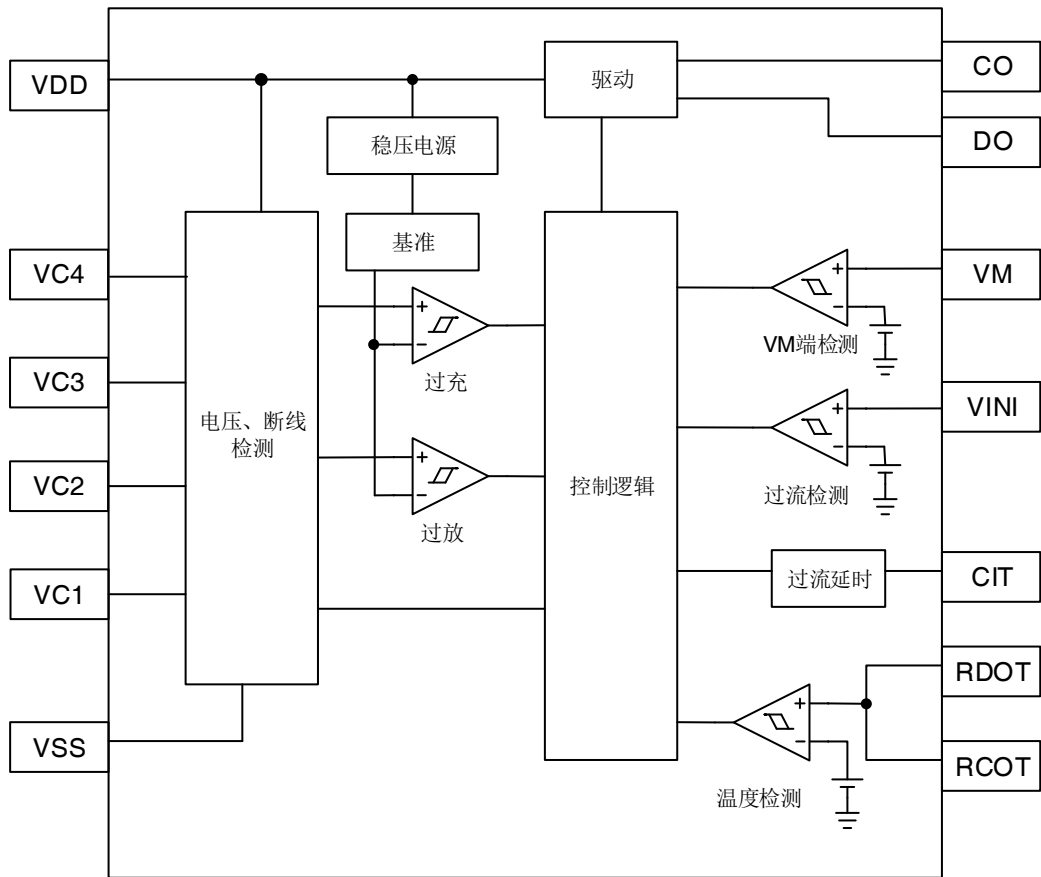 VDD
VC4
VC3
VC2
VC1
VSS
稳压电源
基准
电压、断线
检测
+
−
过充
+
−
过放
驱动
控制逻辑
+
−
VM端检测
+
−
过流检测
过流延时
+
−
温度检测
CO
DO
VM
VINI
CIT
RDOT
RCOT